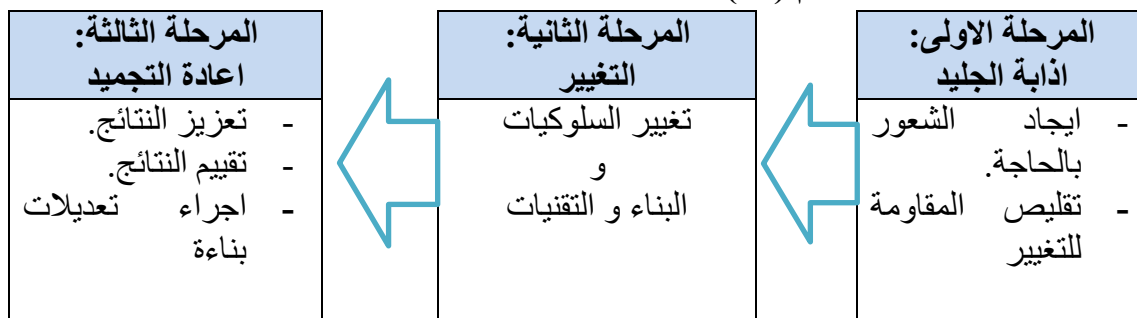 المرحلة الاولى:
اذابة الجليد
- ايجاد الشعور
بالحاجة.
- تقليص المقاومة
للتغيير
المرحلة الثانية:
التغيير
تغيير السلوكيات
و
البناء و التقنيات
المرحلة الثالثة:
اعادة التجميد
- تعزيز النتائج.
- تقييم النتائج.
- اجراء تعديلات
بناءة